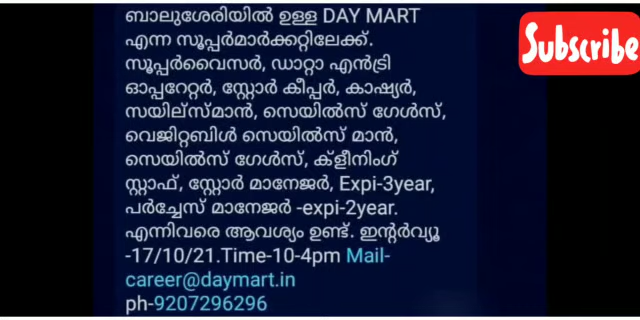 ബാലുശേരിയിൽ ഉള്ള DAY MART
എന്ന സൂപ്പർമാർക്കറ്റിലേക്ക്.
സൂപ്പർവൈസർ, ഡാറ്റാ എൻട്രി
ഓപ്പറേറ്റർ, സ്റ്റോർ കീപ്പർ, കാഷ്യർ,
സയില്സ്മാൻ, സെയിൽസ് ഗേൾസ്,
വെജിറ്റബിൾ സെയിൽസ് മാൻ,
സെയിൽസ് ഗേൾസ്, ക്ളീനിംഗ്
സ്റ്റാഫ്, സ്റ്റോർ മാനേജർ, Expi-3year,
പർച്ചേസ് മാനേജർ -expi-2year.
എന്നിവരെ ആവശ്യം ഉണ്ട്. ഇന്റർവ്യൂ
-17/10/21.Time-10-4pm Mail-
career@daymart.in
ph-9207296296
Subscribe